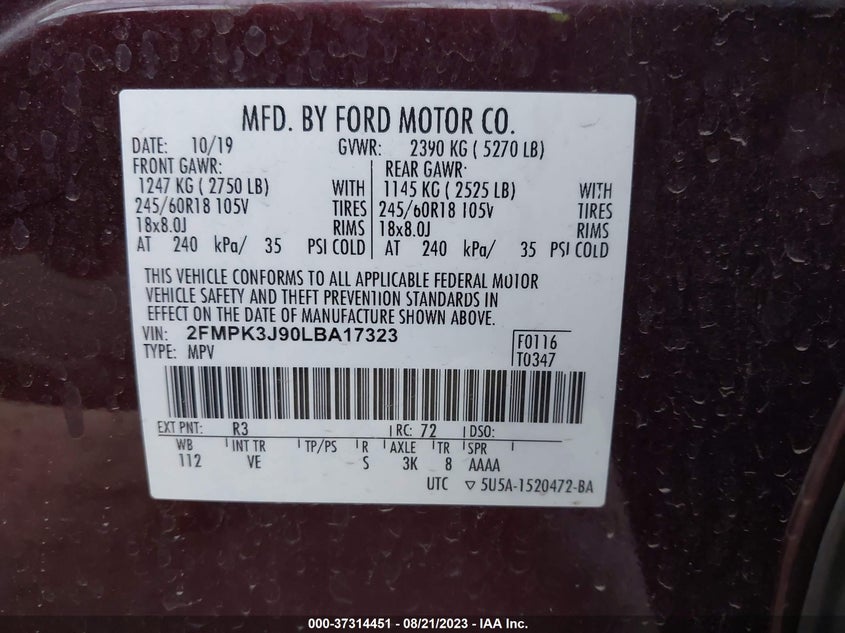 MFD. BY FORD MOTOR CO.
DATE: 10/19 GVWR: 2390 KG ( 5270 LB)
FRONT GAWR: REAR GAWR:
1247 KG ( 2750 LB) WITH 1145 KG ( 2525 LB) WITH
245/60R18 105V TIRES 245/60R18 105V TIRES
18x8.0J RIMS 18x8.0J RIMS
AT 240 kPa/ 35 PSI COLD AT 240 kPa/ 35 PSI COLD
THIS VEHICLE CONFORMS TO ALL APPLICABLE FEDERAL MOTOR
VEHICLE SAFETY AND THEFT PREVENTION STANDARDS IN
EFFECT ON THE DATE OF MANUFACTURE SHOWN ABOVE.
VIN: 2FMPK3J90LBA17323 F0116
TYPE: MPV T0347
EXT PNT: R3 RC: 72 DSO:
WB INT TR TP/PS R AXLE TR SPR
112 VE S 3K 8 AAAA
UTC ▽ 5U5A-1520472-BA
000-37314451 - 08/21/2023 - IAA Inc.